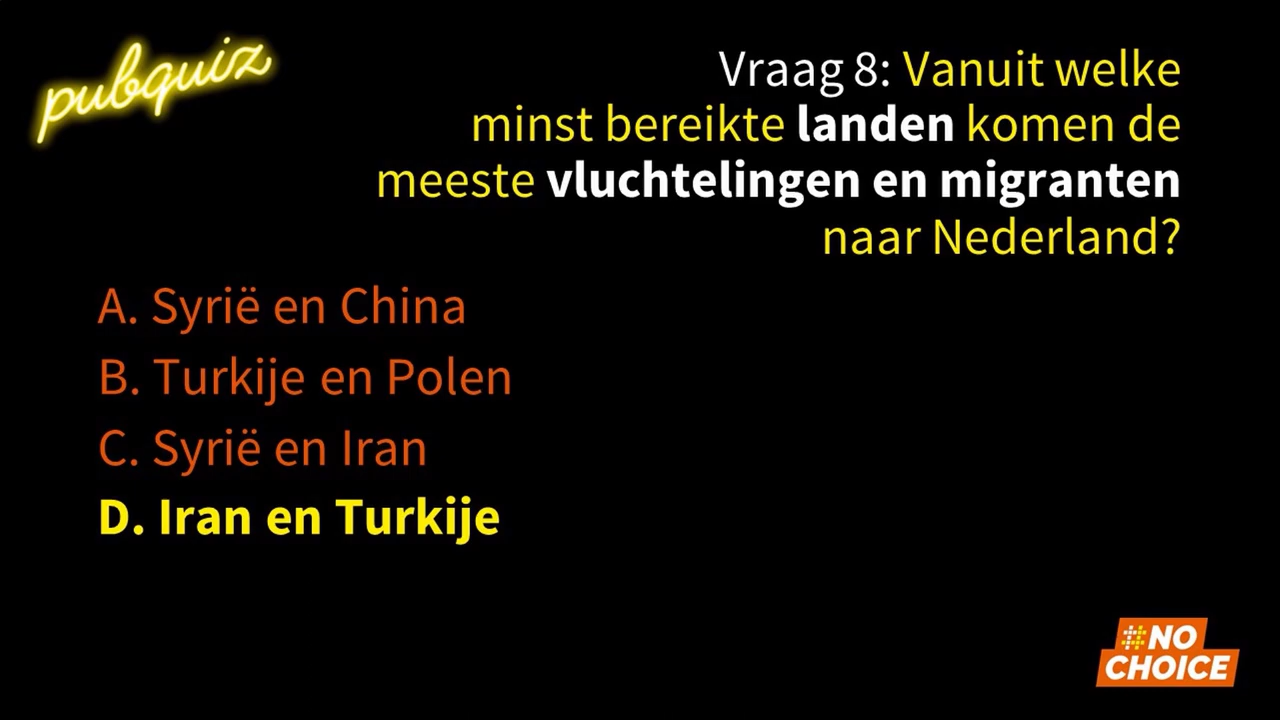 pubquiz
Vraag 8: Vanuit welke
minst bereikte landen komen de
meeste vluchtelingen en migranten
naar Nederland?
A. Syrië en China
B. Turkije en Polen
C. Syrië en Iran
D. Iran en Turkije
#NO
CHOICE